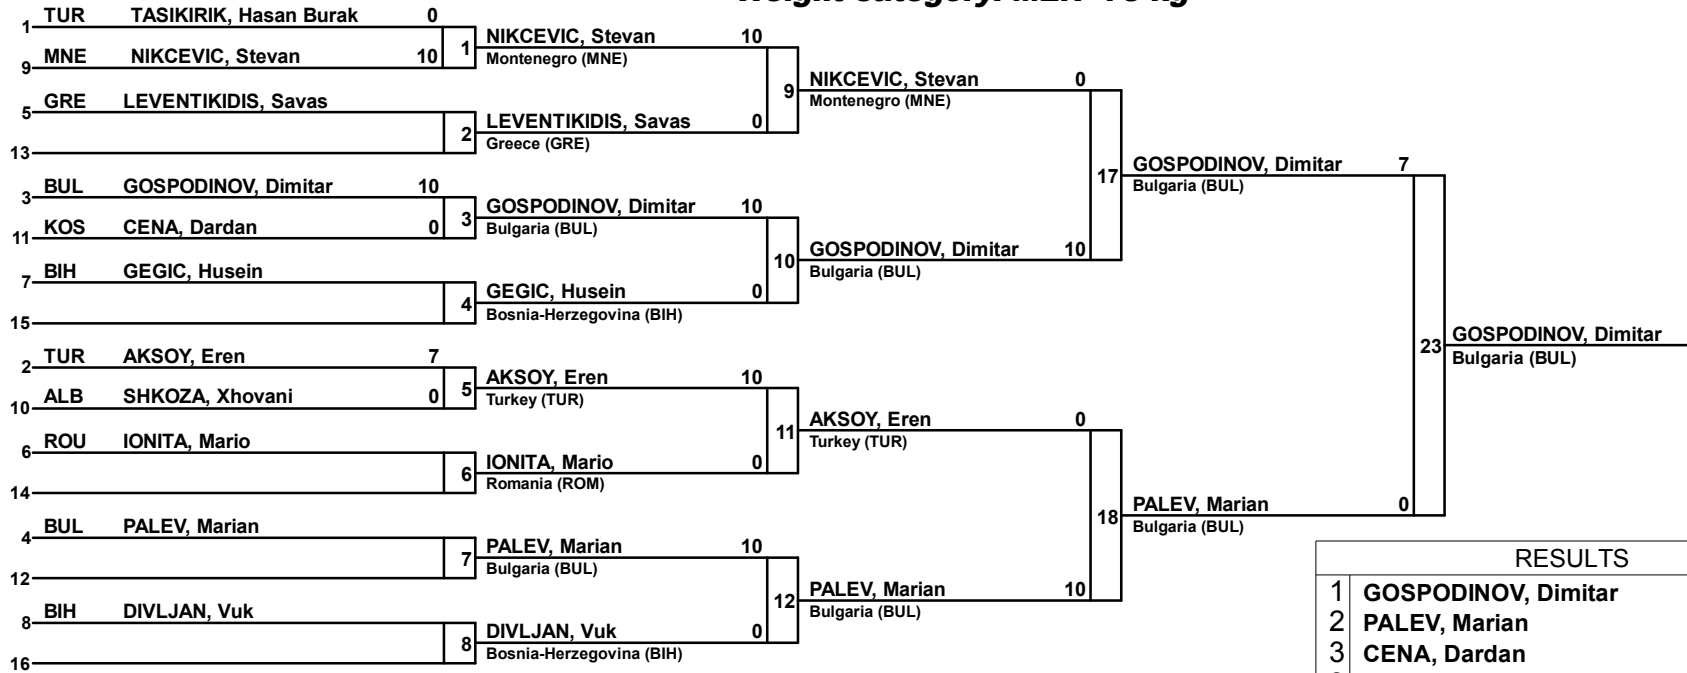 TUR TASIKIRIK, Hasan Burak 0
1
MNE NIKCEVIC, Stevan 10
9
1 NIKCEVIC, Stevan 10
Montenegro (MNE)
GRE LEVENTIKIDIS, Savas
5
13
2 LEVENTIKIDIS, Savas 0
Greece (GRE)
9 NIKCEVIC, Stevan 0
Montenegro (MNE)
BUL GOSPODINOV, Dimitar 10
3
KOS CENA, Dardan 0
11
3 GOSPODINOV, Dimitar 10
Bulgaria (BUL)
BIH GEGIC, Husein
7
15
4 GEGIC, Husein 0
Bosnia-Herzegovina (BIH)
10 GOSPODINOV, Dimitar 10
Bulgaria (BUL)
17 GOSPODINOV, Dimitar 7
Bulgaria (BUL)
TUR AKSOY, Eren 7
2
ALB SHKOZA, Xhovani 0
10
5 AKSOY, Eren 10
Turkey (TUR)
ROU IONITA, Mario
6
14
6 IONITA, Mario 0
Romania (ROM)
11 AKSOY, Eren 0
Turkey (TUR)
BUL PALEV, Marian
4
12
7 PALEV, Marian 10
Bulgaria (BUL)
BIH DIVLJAN, Vuk
8
16
8 DIVLJAN, Vuk 0
Bosnia-Herzegovina (BIH)
12 PALEV, Marian 10
Bulgaria (BUL)
18 PALEV, Marian 0
Bulgaria (BUL)
23 GOSPODINOV, Dimitar
Bulgaria (BUL)
RESULTS
1 GOSPODINOV, Dimitar
2 PALEV, Marian
3 CENA, Dardan